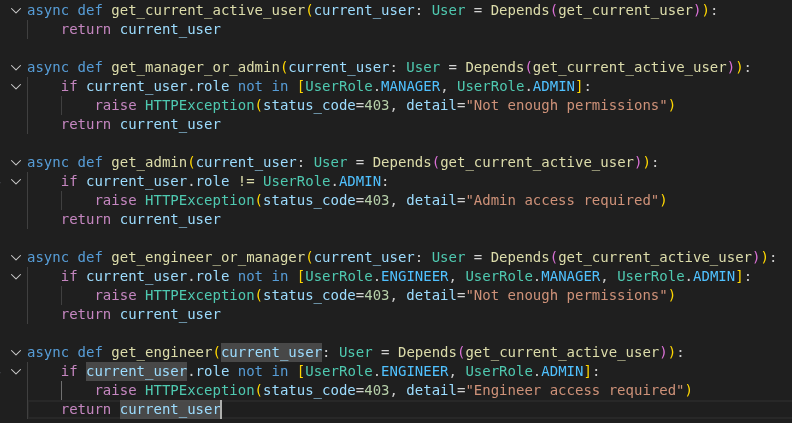 async def get_current_active_user(current_user: User = Depends(get_current_user)):
    return current_user

async def get_manager_or_admin(current_user: User = Depends(get_current_active_user)):
    if current_user.role not in [UserRole.MANAGER, UserRole.ADMIN]:
        raise HTTPException(status_code=403, detail="Not enough permissions")
    return current_user

async def get_admin(current_user: User = Depends(get_current_active_user)):
    if current_user.role != UserRole.ADMIN:
        raise HTTPException(status_code=403, detail="Admin access required")
    return current_user

async def get_engineer_or_manager(current_user: User = Depends(get_current_active_user)):
    if current_user.role not in [UserRole.ENGINEER, UserRole.MANAGER, UserRole.ADMIN]:
        raise HTTPException(status_code=403, detail="Not enough permissions")
    return current_user

async def get_engineer(current_user: User = Depends(get_current_active_user)):
    if current_user.role not in [UserRole.ENGINEER, UserRole.ADMIN]:
        raise HTTPException(status_code=403, detail="Engineer access required")
    return current_user